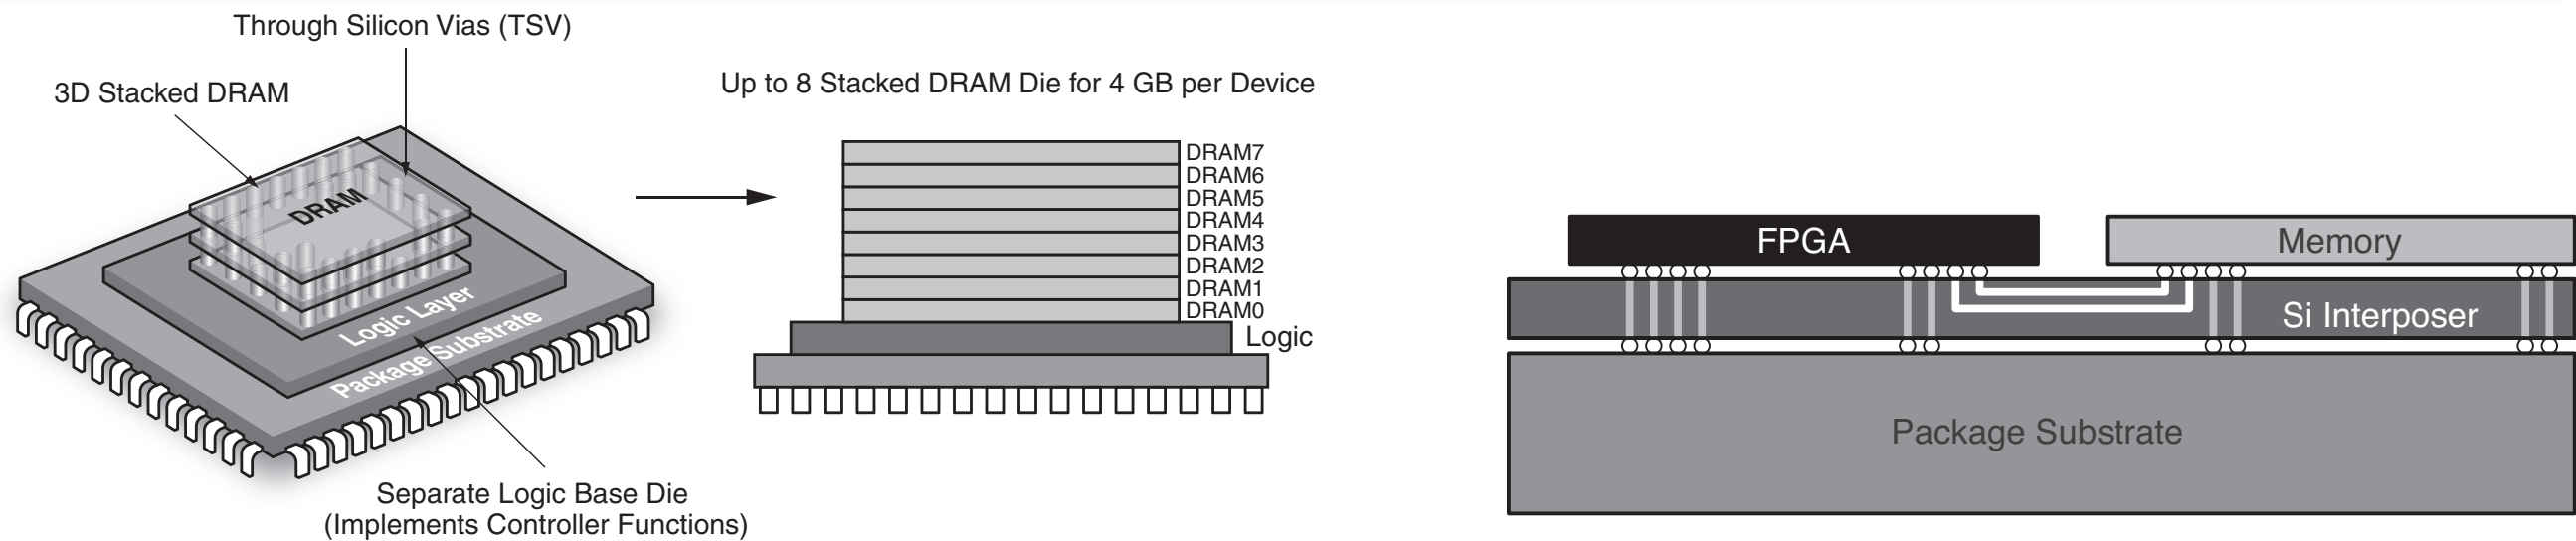 Through Silicon Vias (TSV)
3D Stacked DRAM
DRAM
Logic Layer
Package Substrate
Separate Logic Base Die
(Implements Controller Functions)
Up to 8 Stacked DRAM Die for 4 GB per Device
DRAM7
DRAM6
DRAM5
DRAM4
DRAM3
DRAM2
DRAM1
DRAM0
Logic
FPGA
Memory
Si Interposer
Package Substrate